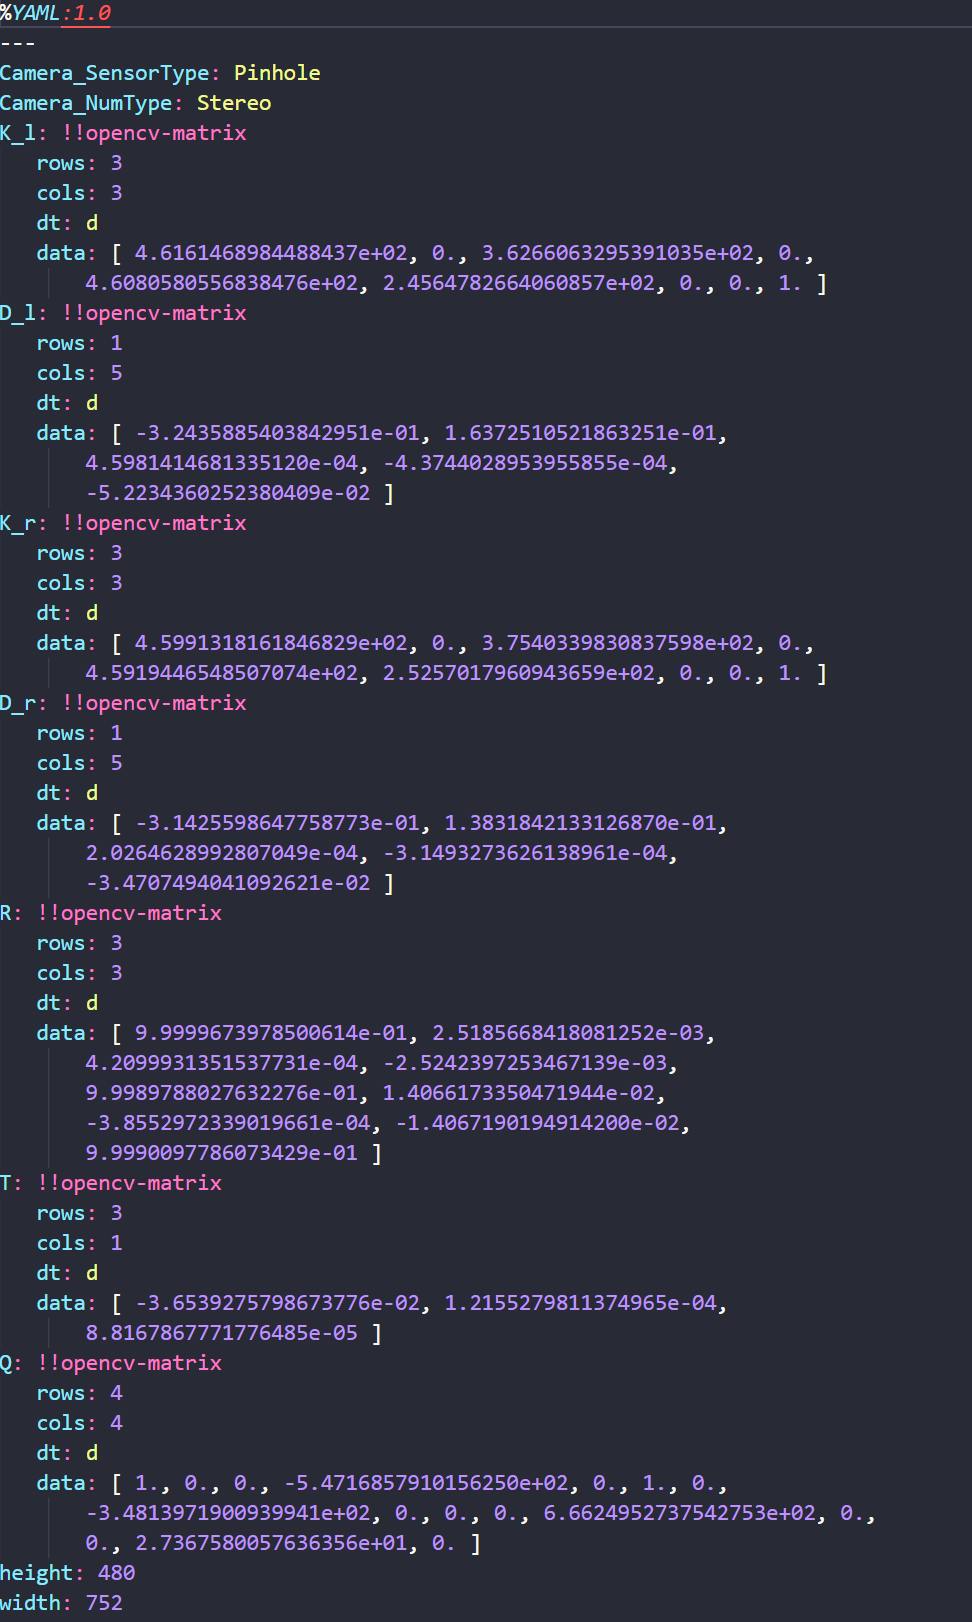 %YAML:1.0
---
Camera_SensorType: Pinhole
Camera_NumType: Stereo
K_l: !!opencv-matrix
   rows: 3
   cols: 3
   dt: d
   data: [ 4.6161468984488437e+02, 0., 3.6266063295391035e+02, 0.,
       4.6080580556838476e+02, 2.4564782664060857e+02, 0., 0., 1. ]
D_l: !!opencv-matrix
   rows: 1
   cols: 5
   dt: d
   data: [ -3.2435885403842951e-01, 1.6372510521863251e-01,
       4.5981414681335120e-04, -4.3744028953955855e-04,
       -5.2234360252380409e-02 ]
K_r: !!opencv-matrix
   rows: 3
   cols: 3
   dt: d
   data: [ 4.5991318161846829e+02, 0., 3.7540339830837598e+02, 0.,
       4.5919446548507074e+02, 2.5257017960943659e+02, 0., 0., 1. ]
D_r: !!opencv-matrix
   rows: 1
   cols: 5
   dt: d
   data: [ -3.1425598647758773e-01, 1.3831842133126870e-01,
       2.0264628992807049e-04, -3.1493273626138961e-04,
       -3.4707494041092621e-02 ]
R: !!opencv-matrix
   rows: 3
   cols: 3
   dt: d
   data: [ 9.9999673978500614e-01, 2.5185668418081252e-03,
       4.2099931351537731e-04, -2.5242397253467139e-03,
       9.9989788027632276e-01, 1.4066173350471944e-02,
       -3.8552972339019661e-04, -1.4067190194914200e-02,
       9.9990097786073429e-01 ]
T: !!opencv-matrix
   rows: 3
   cols: 1
   dt: d
   data: [ -3.6539275798673776e-02, 1.2155279811374965e-04,
       8.8167867771776485e-05 ]
Q: !!opencv-matrix
   rows: 4
   cols: 4
   dt: d
   data: [ 1., 0., 0., -5.4716857910156250e+02, 0., 1., 0.,
       -3.4813971900939941e+02, 0., 0., 0., 6.6624952737542753e+02, 0.,
       0., 2.7367580057636356e+01, 0. ]
height: 480
width: 752